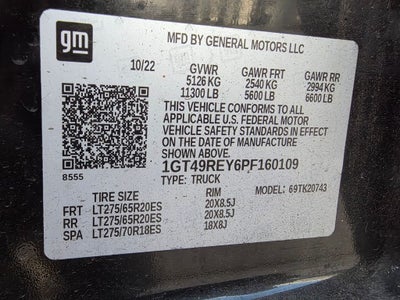 gm
MFD BY GENERAL MOTORS LLC
10/22 GVWR GAWR FRT GAWR RR
5126 KG 2540 KG 2994 KG
11300 LB 5600 LB 6600 LB
THIS VEHICLE CONFORMS TO ALL
APPLICABLE U.S. FEDERAL MOTOR
VEHICLE SAFETY STANDARDS IN EFFECT
ON THE DATE OF MANUFACTURE
SHOWN ABOVE.
8555
1GT49REY6PF160109
TYPE: TRUCK MODEL: 69TK20743
TIRE SIZE RIM
FRT LT275/65R20ES 20X8.5J
RR LT275/65R20ES 20X8.5J
SPA LT275/70R18ES 18X8J